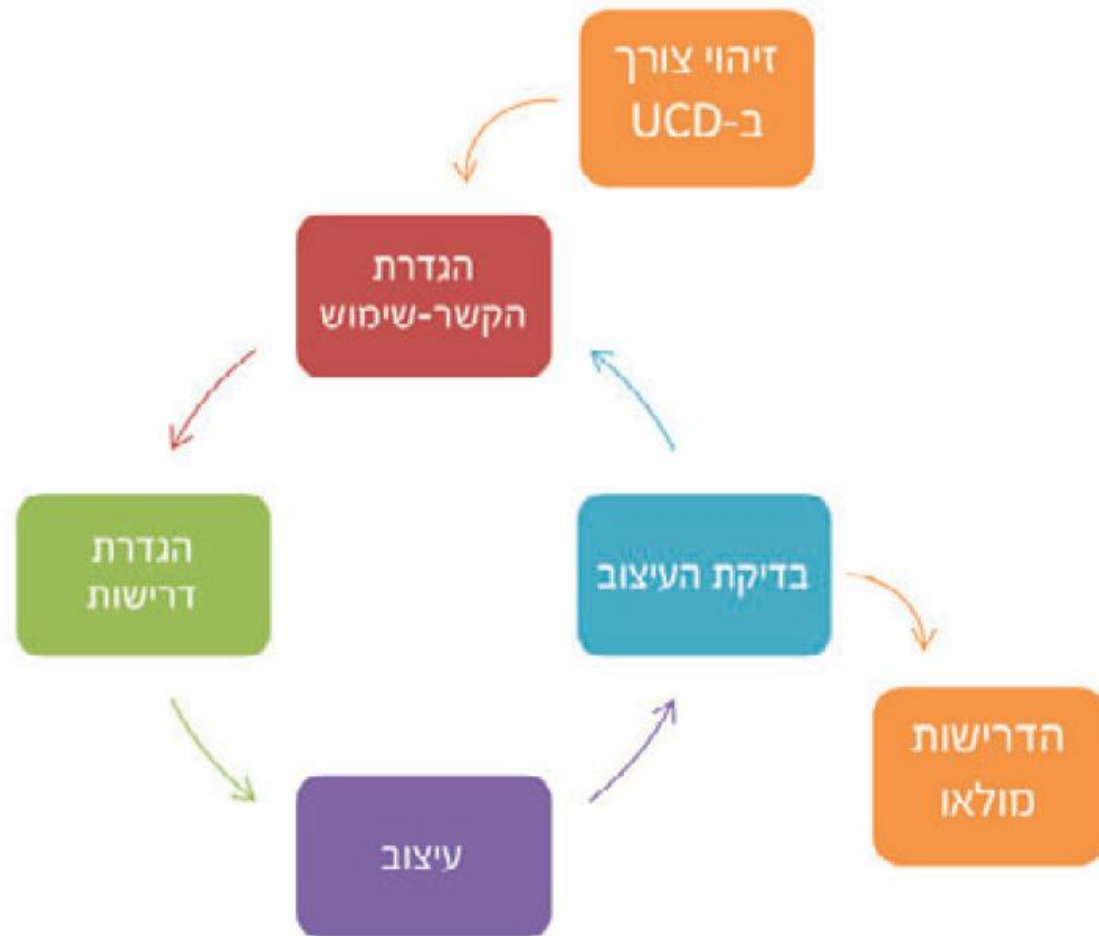 זיהוי צורך
ב-UCD
הגדרת
הקשר-שימוש
הגדרת
דרישות
עיצוב
בדיקת העיצוב
הדרישות
מולאו